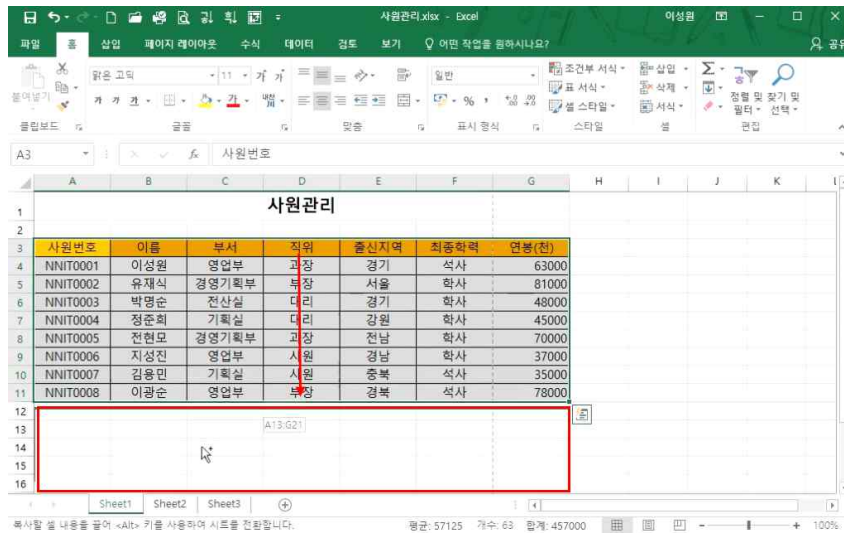 사원관리.xlsx - Excel 이성원
파일 홈 삽입 페이지 레이아웃 수식 데이터 검토 보기 어떤 작업을 원하시나요? 공유
붙여넣기 맑은 고딕 11 가 가 일반 조건부 서식 삽입
가 가 가 가 내천 % , 표 서식 삭제 정렬 및 찾기 및
셀 스타일 서식 필터 선택
클립보드 글꼴 맞춤 표시 형식 스타일 셀 편집
A3 fx 사원번호
A B C D E F G H I J K
1 사원관리
2
3 사원번호 이름 부서 직위 출신지역 최종학력 연봉(천)
4 NNIT0001 이성원 영업부 과장 경기 석사 63000
5 NNIT0002 유재식 경영기획부 부장 서울 학사 81000
6 NNIT0003 박명순 전산실 대리 경기 학사 48000
7 NNIT0004 정준희 기획실 대리 강원 학사 45000
8 NNIT0005 전현모 경영기획부 과장 전남 학사 70000
9 NNIT0006 지성진 영업부 사원 경남 학사 37000
10 NNIT0007 김용민 기획실 사원 충북 석사 35000
11 NNIT0008 이광순 영업부 부장 경북 석사 78000
12
13 A13:G21
14
15
16
Sheet1 Sheet2 Sheet3
복사할 셀 내용을 끌어 <Alt> 키를 사용하여 시트를 전환합니다. 평균: 57125 개수: 63 합계: 457000 100%